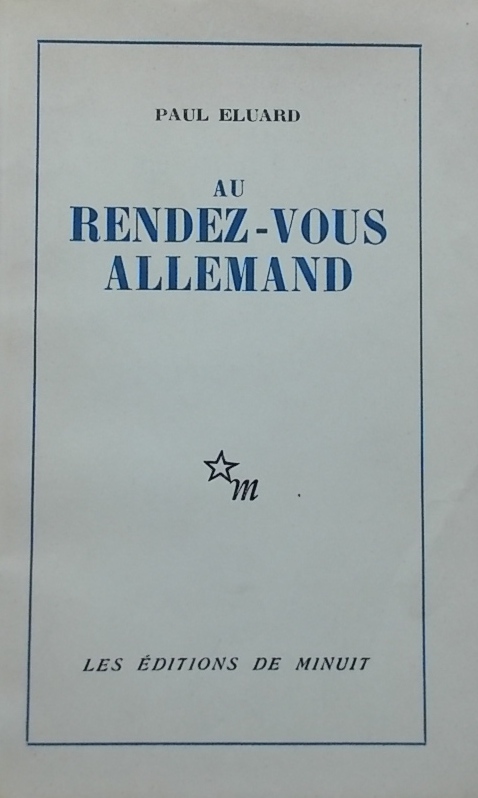 PAUL ELUARD
AU
RENDEZ-VOUS
ALLEMAND
m
LES ÉDITIONS DE MINUIT